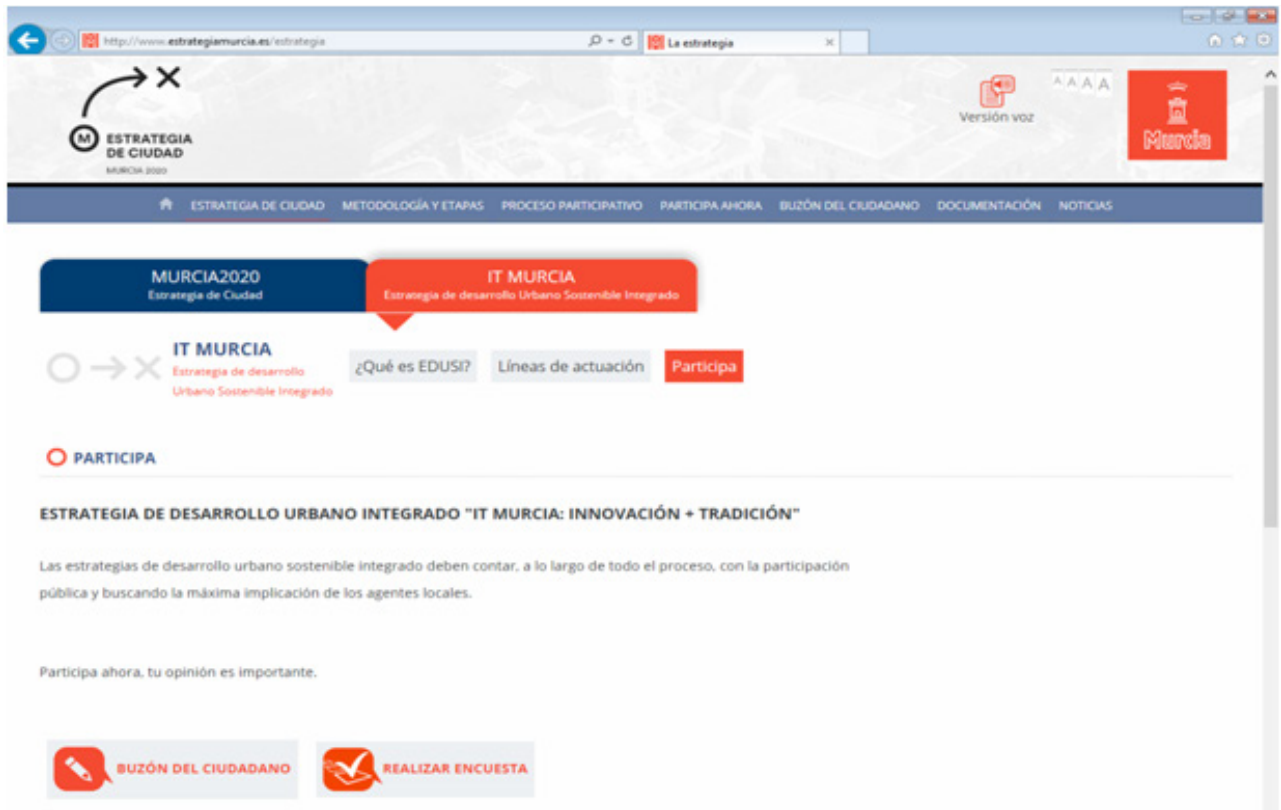 http://www.estrategiamurcia.es/estrategia
La estrategia
ESTRATEGIA
DE CIUDAD
MURCIA 2020
Versión voz
A A A A
Murcia
ESTRATEGIA DE CIUDAD METODOLOGÍA Y ETAPAS PROCESO PARTICIPATIVO PARTICIPA AHORA BUZÓN DEL CIUDADANO DOCUMENTACIÓN NOTICIAS
MURCIA2020
Estrategia de Ciudad
IT MURCIA
Estrategia de desarrollo Urbano Sostenible Integrado
IT MURCIA
Estrategia de desarrollo
Urbano Sostenible Integrado
¿Qué es EDUSI? Líneas de actuación Participa
PARTICIPA
ESTRATEGIA DE DESARROLLO URBANO INTEGRADO "IT MURCIA: INNOVACIÓN + TRADICIÓN"
Las estrategias de desarrollo urbano sostenible integrado deben contar, a lo largo de todo el proceso, con la participación
pública y buscando la máxima implicación de los agentes locales.
Participa ahora, tu opinión es importante.
BUZÓN DEL CIUDADANO REALIZAR ENCUESTA